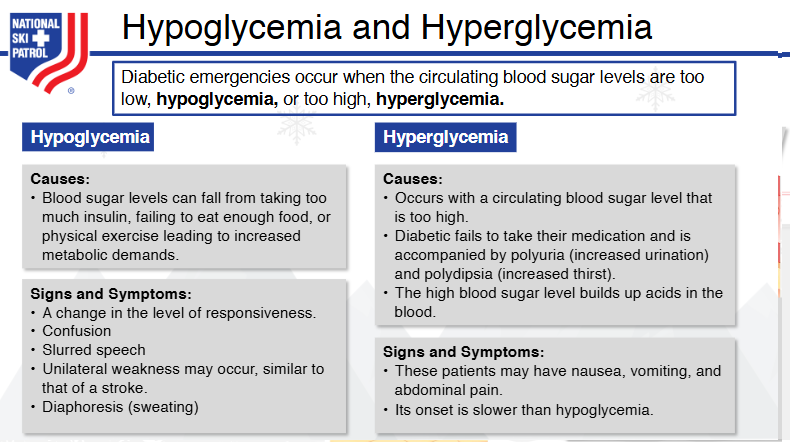 NATIONAL
SKI
PATROL
®
Hypoglycemia and Hyperglycemia
Diabetic emergencies occur when the circulating blood sugar levels are too
low, hypoglycemia, or too high, hyperglycemia.
Hypoglycemia
Causes:
• Blood sugar levels can fall from taking too
much insulin, failing to eat enough food, or
physical exercise leading to increased
metabolic demands.
Signs and Symptoms:
• A change in the level of responsiveness.
• Confusion
• Slurred speech
• Unilateral weakness may occur, similar to
that of a stroke.
• Diaphoresis (sweating)
Hyperglycemia
Causes:
• Occurs with a circulating blood sugar level that
is too high.
• Diabetic fails to take their medication and is
accompanied by polyuria (increased urination)
and polydipsia (increased thirst).
• The high blood sugar level builds up acids in the
blood.
Signs and Symptoms:
• These patients may have nausea, vomiting, and
abdominal pain.
• Its onset is slower than hypoglycemia.